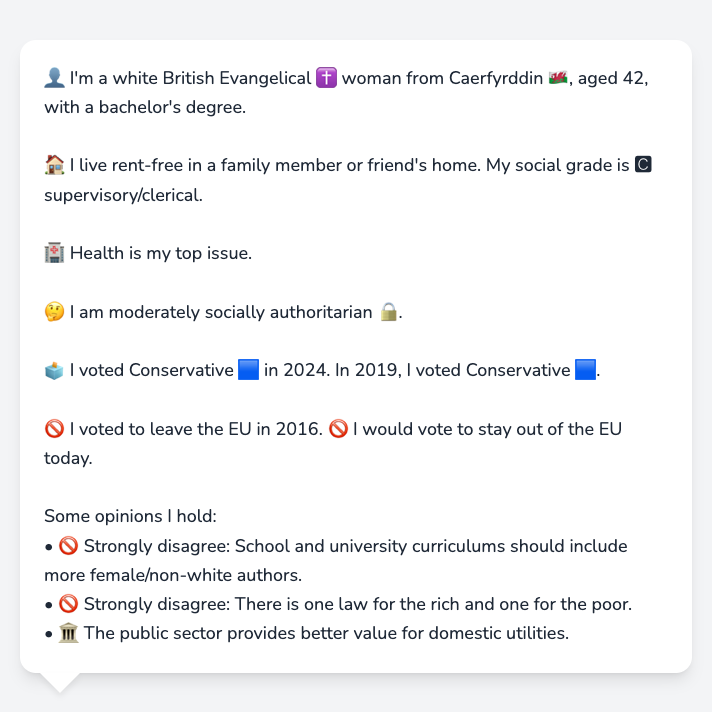 👤 I'm a white British Evangelical ✝️ woman from Caerfyrddin 🏴󠁧󠁢󠁷󠁬󠁳󠁿, aged 42,
with a bachelor's degree.
🏠 I live rent-free in a family member or friend's home. My social grade is 🅲
supervisory/clerical.
🏥 Health is my top issue.
🤔 I am moderately socially authoritarian 🔒.
🗳️ I voted Conservative 🟦 in 2024. In 2019, I voted Conservative 🟦.
🚫 I voted to leave the EU in 2016. 🚫 I would vote to stay out of the EU
today.
Some opinions I hold:
• 🚫 Strongly disagree: School and university curriculums should include
more female/non-white authors.
• 🚫 Strongly disagree: There is one law for the rich and one for the poor.
• 🏛️ The public sector provides better value for domestic utilities.